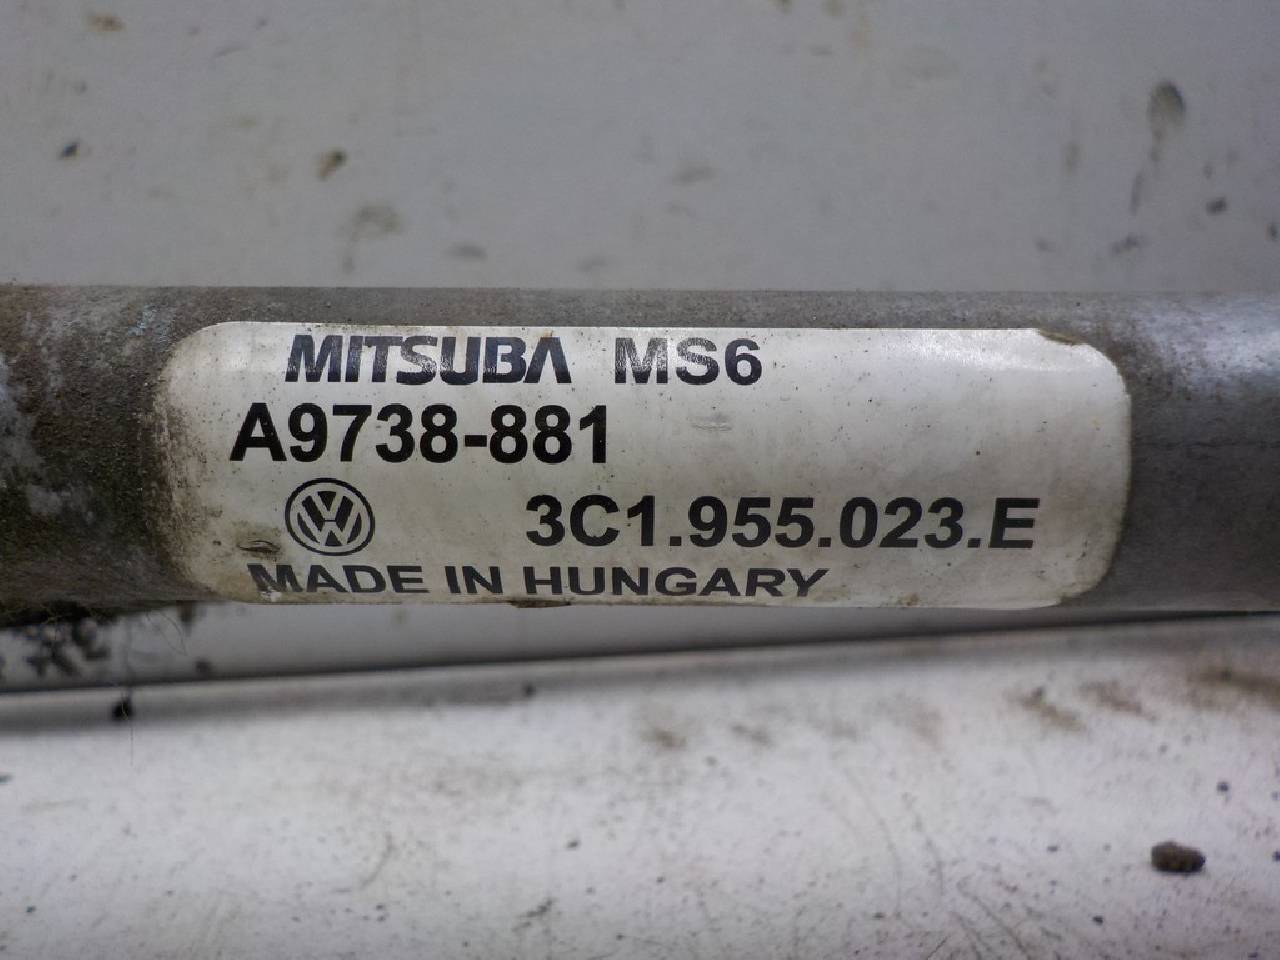 MITSUBA MS6
A9738-881
3C1.955.023.E
MADE IN HUNGARY